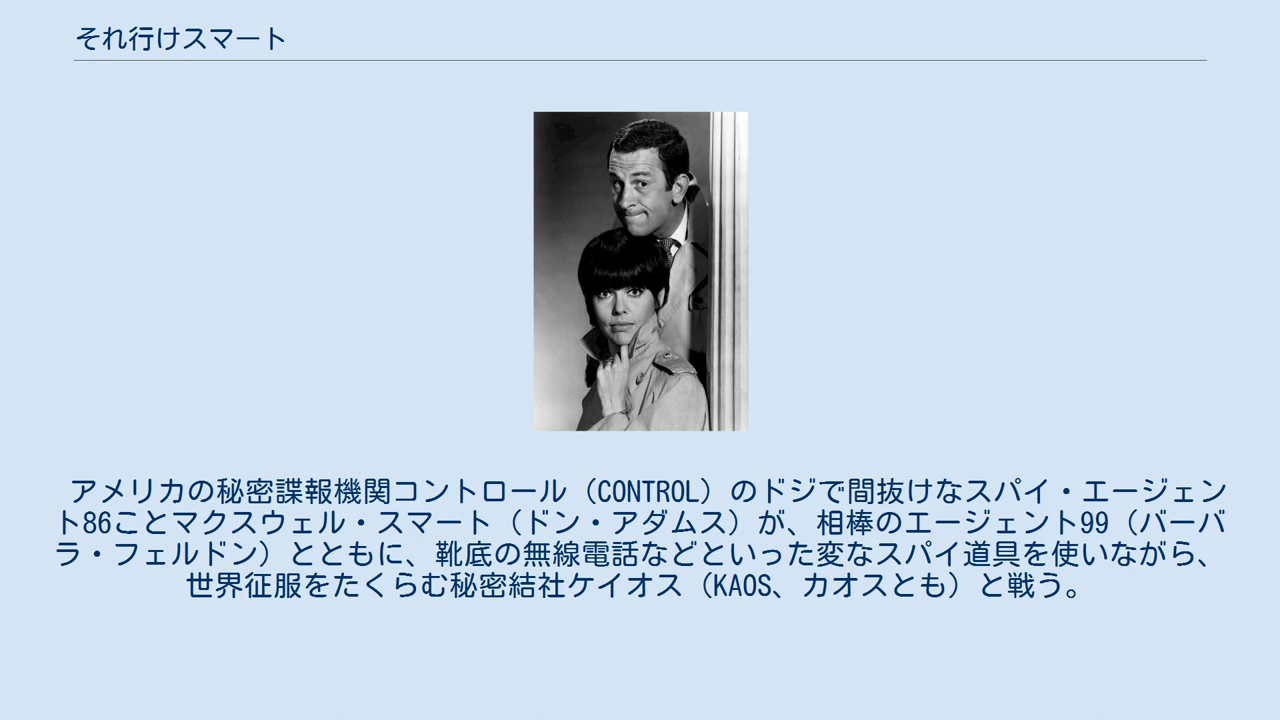 それ行けスマート
アメリカの秘密諜報機関コントロール（CONTROL）のドジで間抜けなスパイ・エージェン
ト86ことマクスウェル・スマート（ドン・アダムス）が、相棒のエージェント99（バーバ
ラ・フェルドン）とともに、靴底の無線電話などといった変なスパイ道具を使いながら、
世界征服をたくらむ秘密結社ケイオス（KAOS、カオスとも）と戦う。